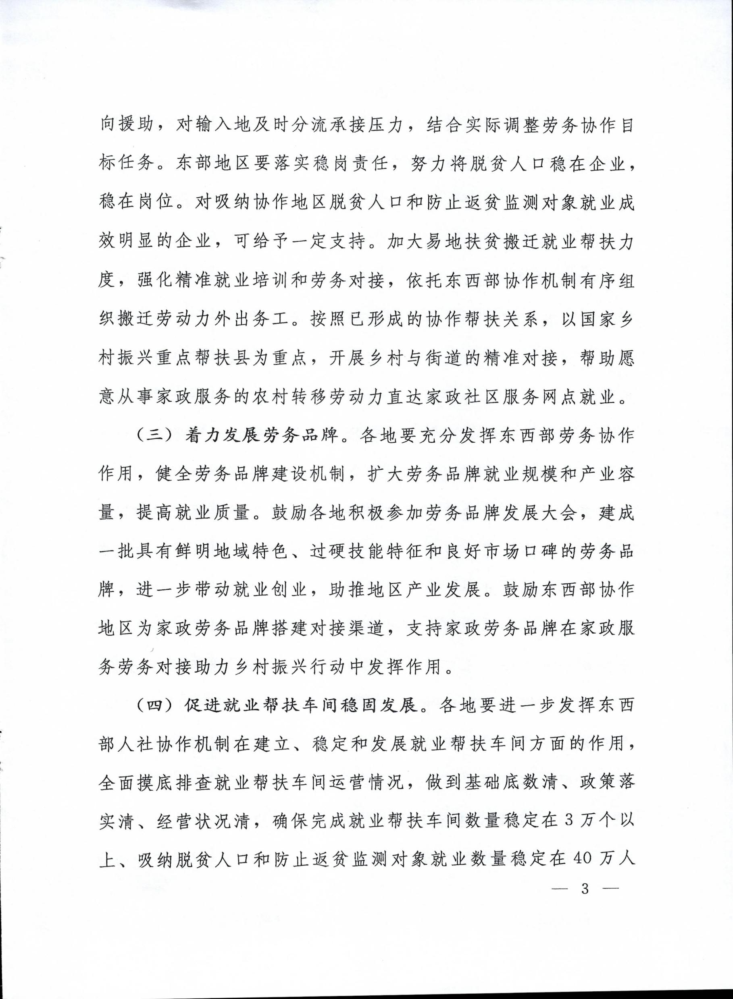 向援助，对输入地及时分流承接压力，结合实际调整劳务协作目
标任务。东部地区要落实稳岗责任，努力将脱贫人口稳在企业，
稳在岗位。对吸纳协作地区脱贫人口和防止返贫监测对象就业成
效明显的企业，可给予一定支持。加大易地扶贫搬迁就业帮扶力
度，强化精准就业培训和劳务对接，依托东西部协作机制有序组
织搬迁劳动力外出务工。按照已形成的协作帮扶关系，以国家乡
村振兴重点帮扶县为重点，开展乡村与街道的精准对接，帮助愿
意从事家政服务的农村转移劳动力直达家政社区服务网点就业。
（三）着力发展劳务品牌。各地要充分发挥东西部劳务协作
作用，健全劳务品牌建设机制，扩大劳务品牌就业规模和产业容
量，提高就业质量。鼓励各地积极参加劳务品牌发展大会，建成
一批具有鲜明地域特色、过硬技能特征和良好市场口碑的劳务品
牌，进一步带动就业创业，助推地区产业发展。鼓励东西部协作
地区为家政劳务品牌搭建对接渠道，支持家政劳务品牌在家政服
务劳务对接助力乡村振兴行动中发挥作用。
（四）促进就业帮扶车间稳固发展。各地要进一步发挥东西
部人社协作机制在建立、稳定和发展就业帮扶车间方面的作用，
全面摸底排查就业帮扶车间运营情况，做到基础底数清、政策落
实清、经营状况清，确保完成就业帮扶车间数量稳定在 3 万个以
上、吸纳脱贫人口和防止返贫监测对象就业数量稳定在 40 万人
— 3 —